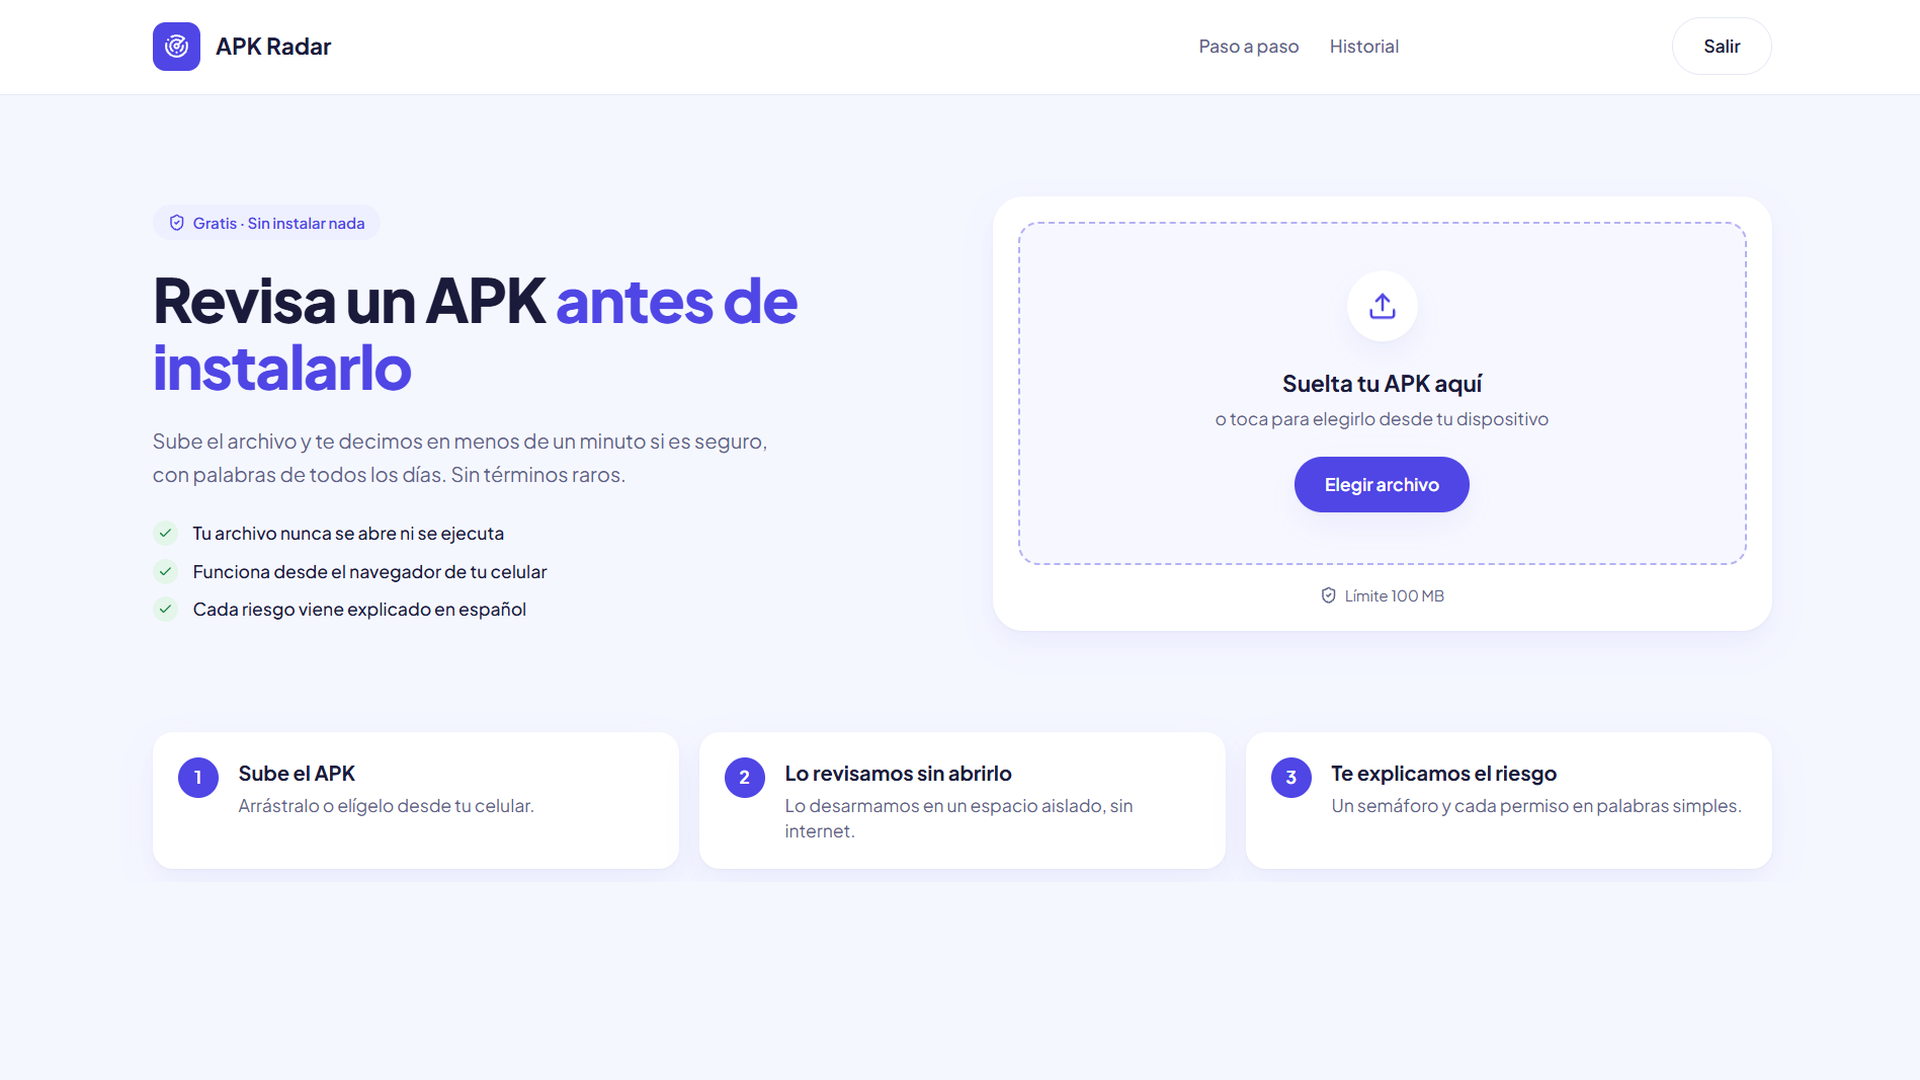 APK Radar
Paso a paso
Historial
Salir
Gratis · Sin instalar nada
Revisa un APK antes de
instalarlo
Sube el archivo y te decimos en menos de un minuto si es seguro,
con palabras de todos los días. Sin términos raros.
Tu archivo nunca se abre ni se ejecuta
Funciona desde el navegador de tu celular
Cada riesgo viene explicado en español
Suelta tu APK aquí
o toca para elegirlo desde tu dispositivo
Elegir archivo
Límite 100 MB
1
Sube el APK
Arrástralo o elígelo desde tu celular.
2
Lo revisamos sin abrirlo
Lo desarmamos en un espacio aislado, sin
internet.
3
Te explicamos el riesgo
Un semáforo y cada permiso en palabras simples.